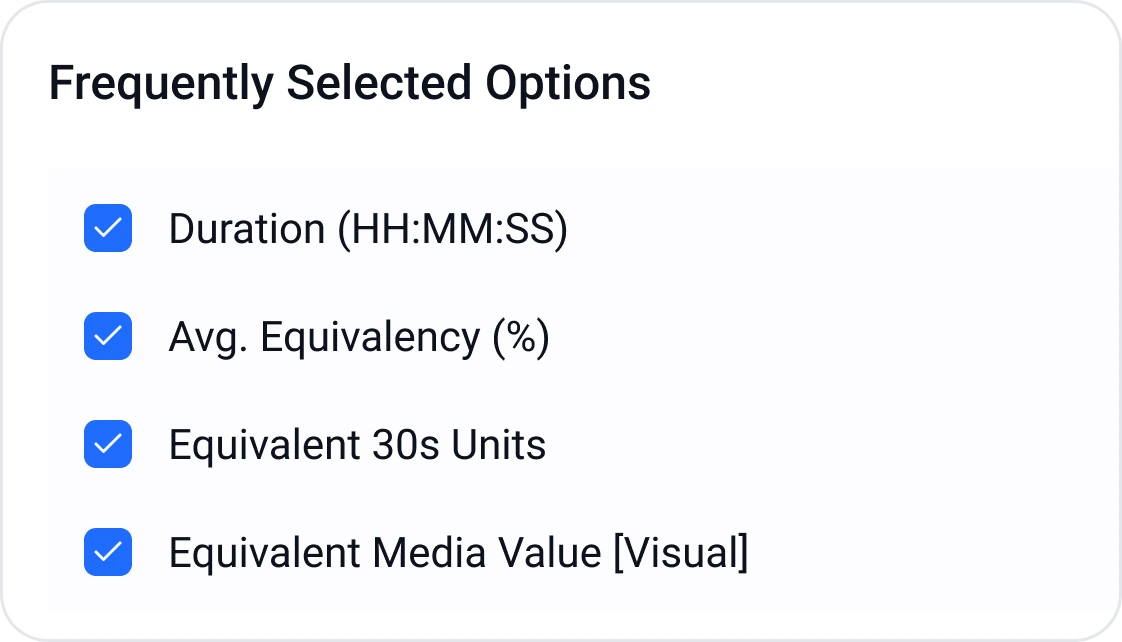 Frequently Selected Options
Duration (HH:MM:SS)
Avg. Equivalency (%)
Equivalent 30s Units
Equivalent Media Value [Visual]